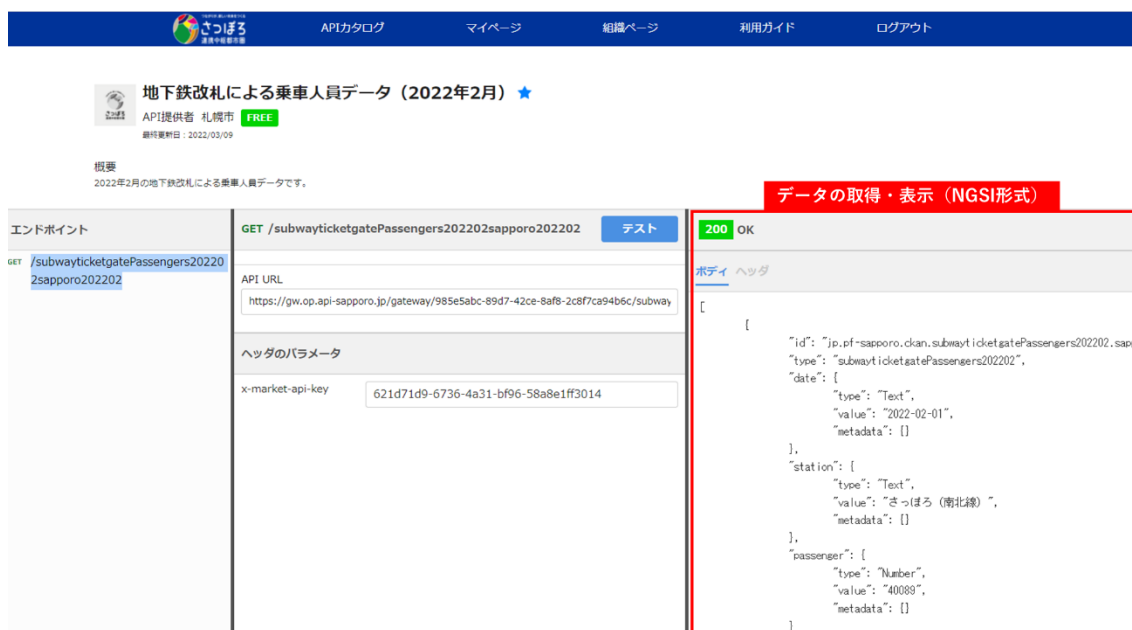 さっぽろ
連携中枢都市圏
APIカタログ
マイページ
組織ページ
利用ガイド
ログアウト
地下鉄改札による乗車人員データ（2022年2月）★
API提供者 札幌市 FREE
最終更新日：2022/03/09
概要
2022年2月の地下鉄改札による乗車人員データです。
データの取得・表示（NGSI形式）
エンドポイント
GET /subwayticketgatePassengers20220
2sapporo202202
GET /subwayticketgatePassengers202202sapporo202202
テスト
API URL
https://gw.op.api-sapporo.jp/gateway/985e5abc-89d7-42ce-8af8-2c8f7ca94b6c/subway
ヘッダのパラメータ
x-market-api-key
621d71d9-6736-4a31-bf96-58a8e1ff3014
200 OK
ボディ ヘッダ
[
[
"id": "jp.pf-sapporo.ckan.subwayticketgatePassengers202202.sapp
"type": "subwayticketgatePassengers202202",
"date": {
"type": "Text",
"value": "2022-02-01",
"metadata": []
},
"station": {
"type": "Text",
"value": "さっぽろ（南北線）",
"metadata": []
},
"passenger": {
"type": "Number",
"value": "40089",
"metadata": []
}